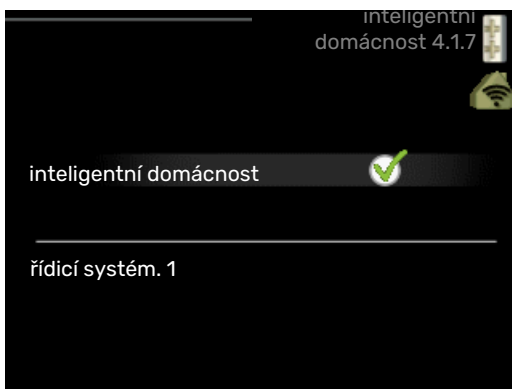 inteligentní
domácnost 4.1.7
inteligentní domácnost
řídicí systém. 1